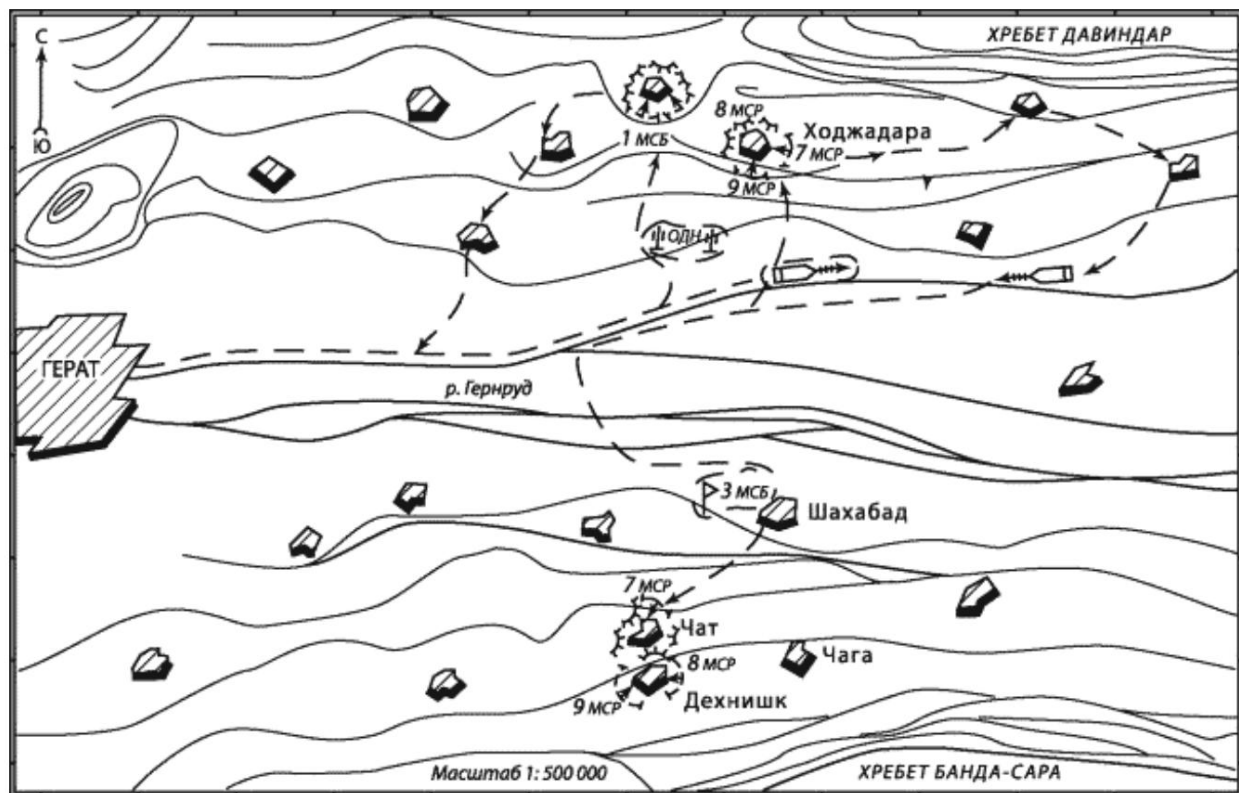 С
ХРЕБЕТ ДАВИНДАР
8 МСР
Ю
1 МСБ
Ходжадара
7 МСР
9 МСР
ОДН
ГЕРАТ
р. Гернруд
3 МСБ
Шахабад
7 МСР
Чат
8 МСР
Чага
9 МСР
Дехнишк
Масштаб 1: 500 000
ХРЕБЕТ БАНДА-САРА